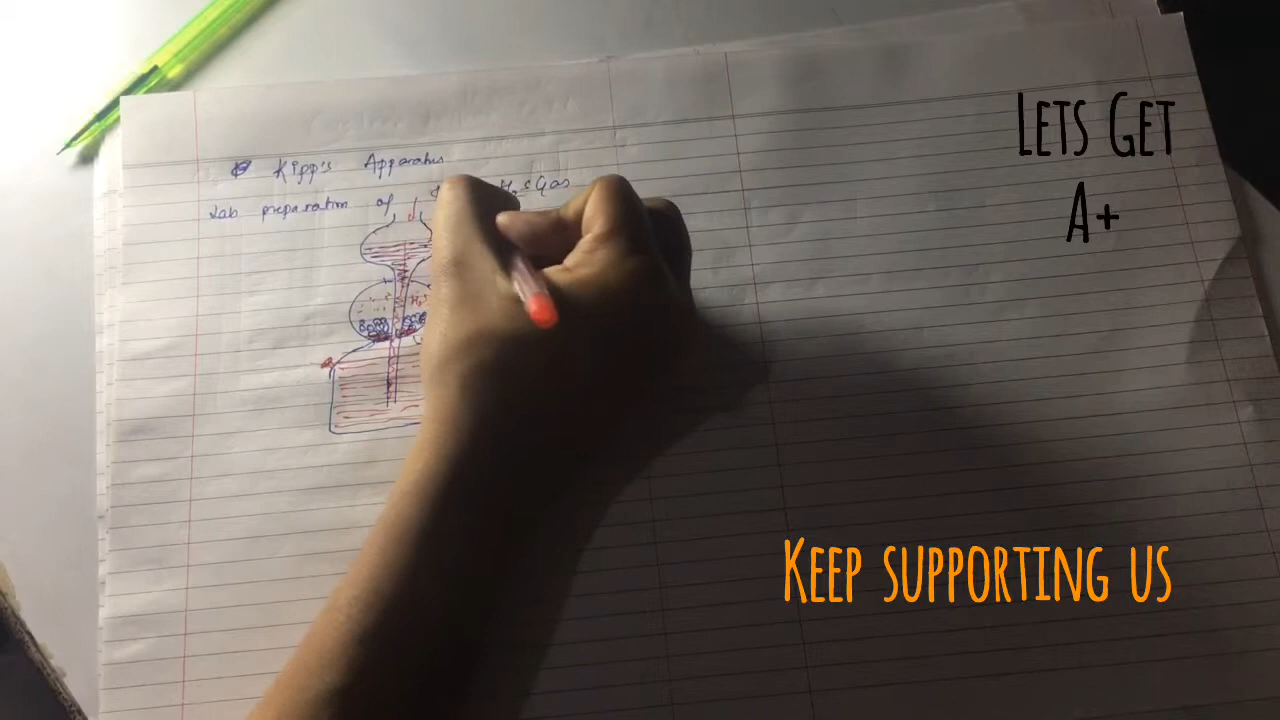 Kipp's Apparatus
Lab preparation of H₂S Gas
LETS GET
A+
KEEP SUPPORTING US